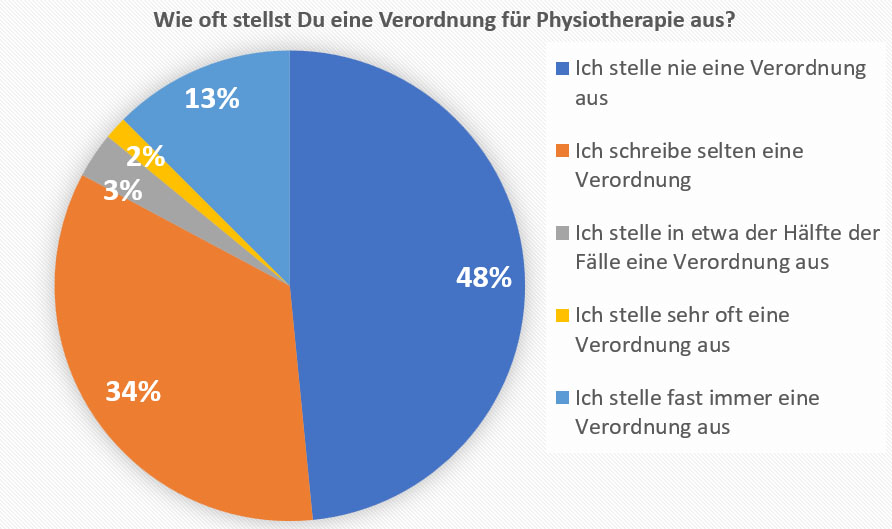 Wie oft stellst Du eine Verordnung für Physiotherapie aus?
13%
2%
3%
48%
34%
Ich stelle nie eine Verordnung
aus
Ich schreibe selten eine
Verordnung
Ich stelle in etwa der Hälfte der
Fälle eine Verordnung aus
Ich stelle sehr oft eine
Verordnung aus
Ich stelle fast immer eine
Verordnung aus